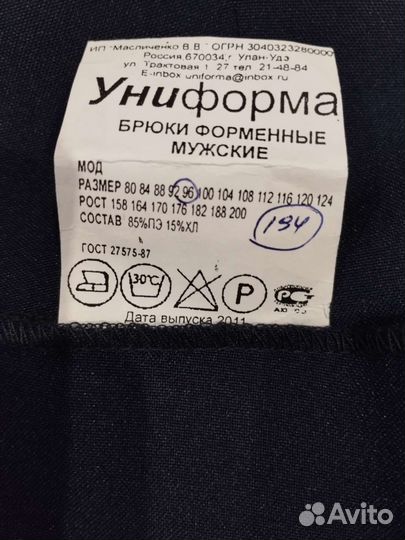 ИП "Масличенко В.В." ОГРН 3040323280000
Россия,670034,г. Улан-Удэ
ул. Трактовая 1 27 тел. 21-48-84
E-inbox uniforma@inbox.ru
Униформа
БРЮКИ ФОРМЕННЫЕ
МУЖСКИЕ
МОД
РАЗМЕР 80 84 88 92 96 100 104 108 112 116 120 124
РОСТ 158 164 170 176 182 188 200
194
СОСТАВ 85%ПЭ 15%ХЛ
ГОСТ 27575-87
30°С
P
РС
Дата выпуска 2011
Avito